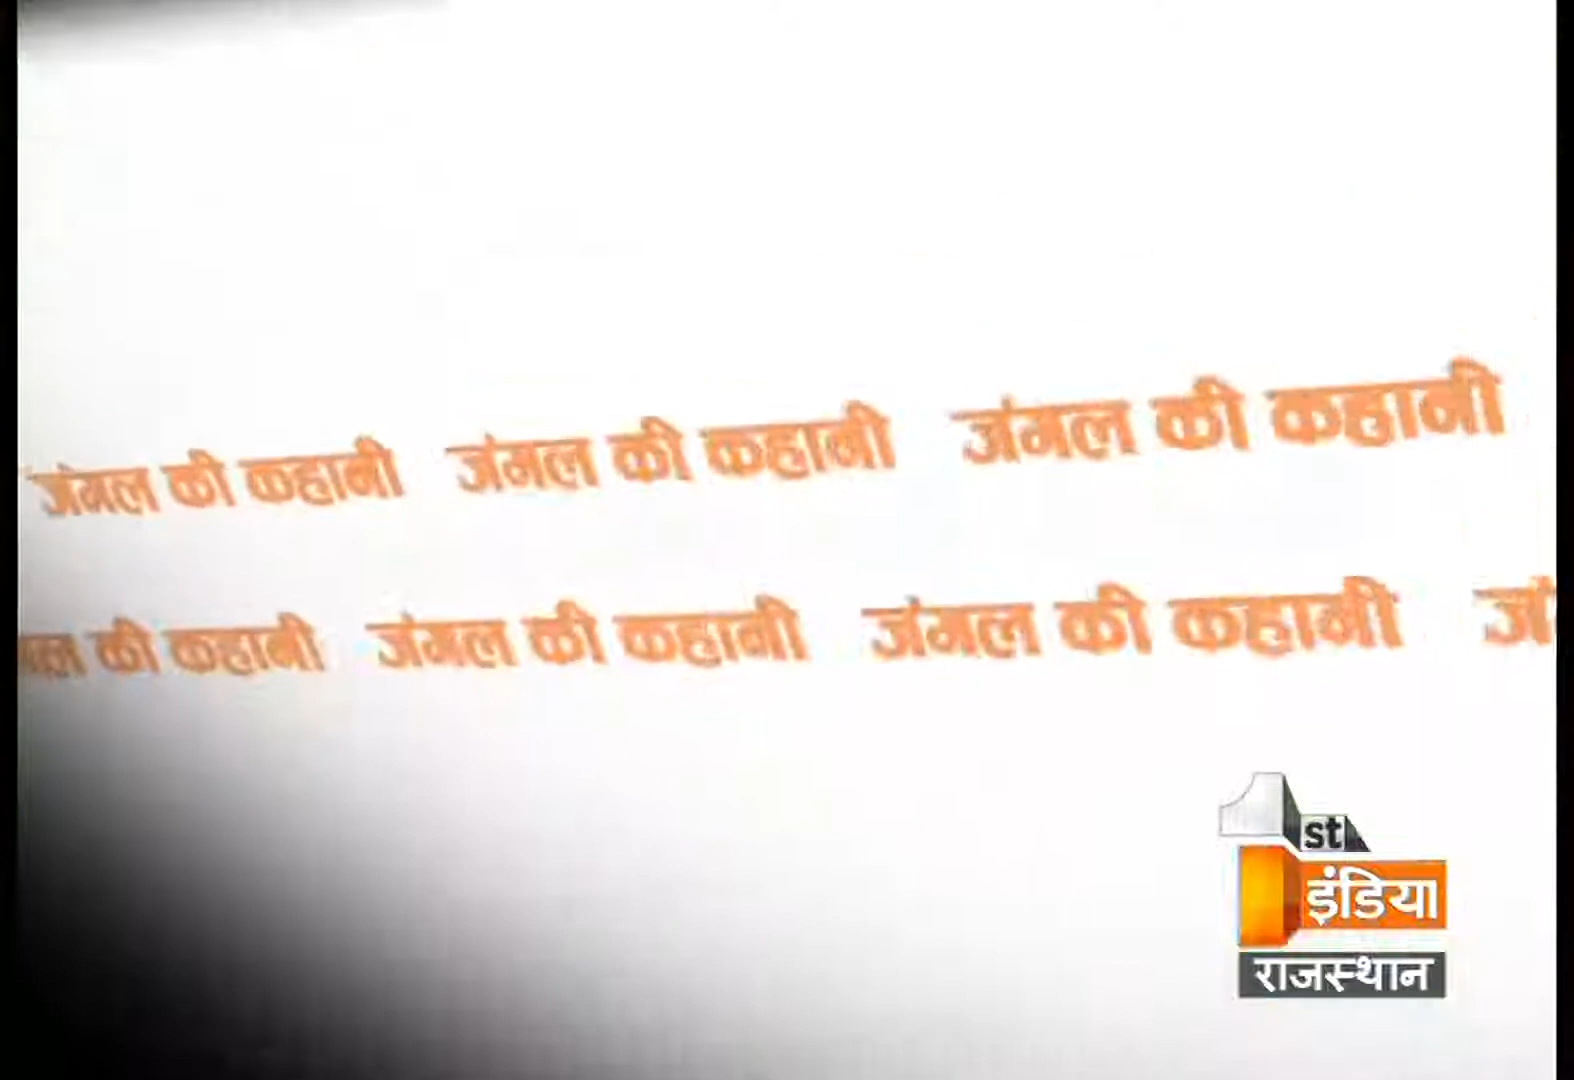 जंगल की कहानी जंगल की कहानी जंगल की कहानी
की कहानी जंगल की कहानी जंगल की कहानी जं
1st
इंडिया
राजस्थान